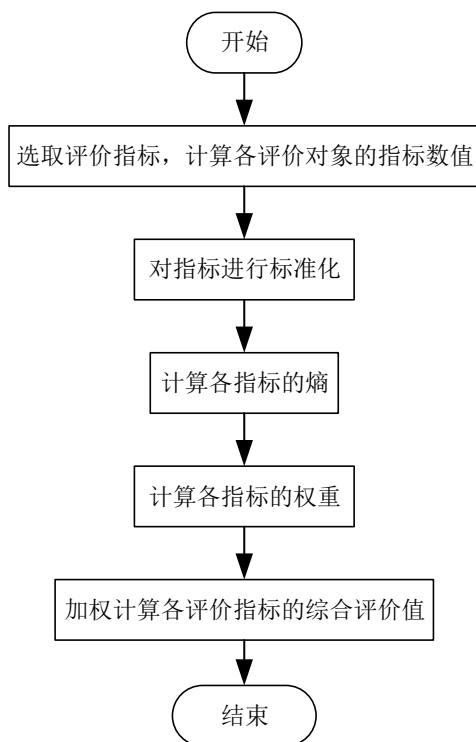 开始
选取评价指标，计算各评价对象的指标数值
对指标进行标准化
计算各指标的熵
计算各指标的权重
加权计算各评价指标的综合评价值
结束